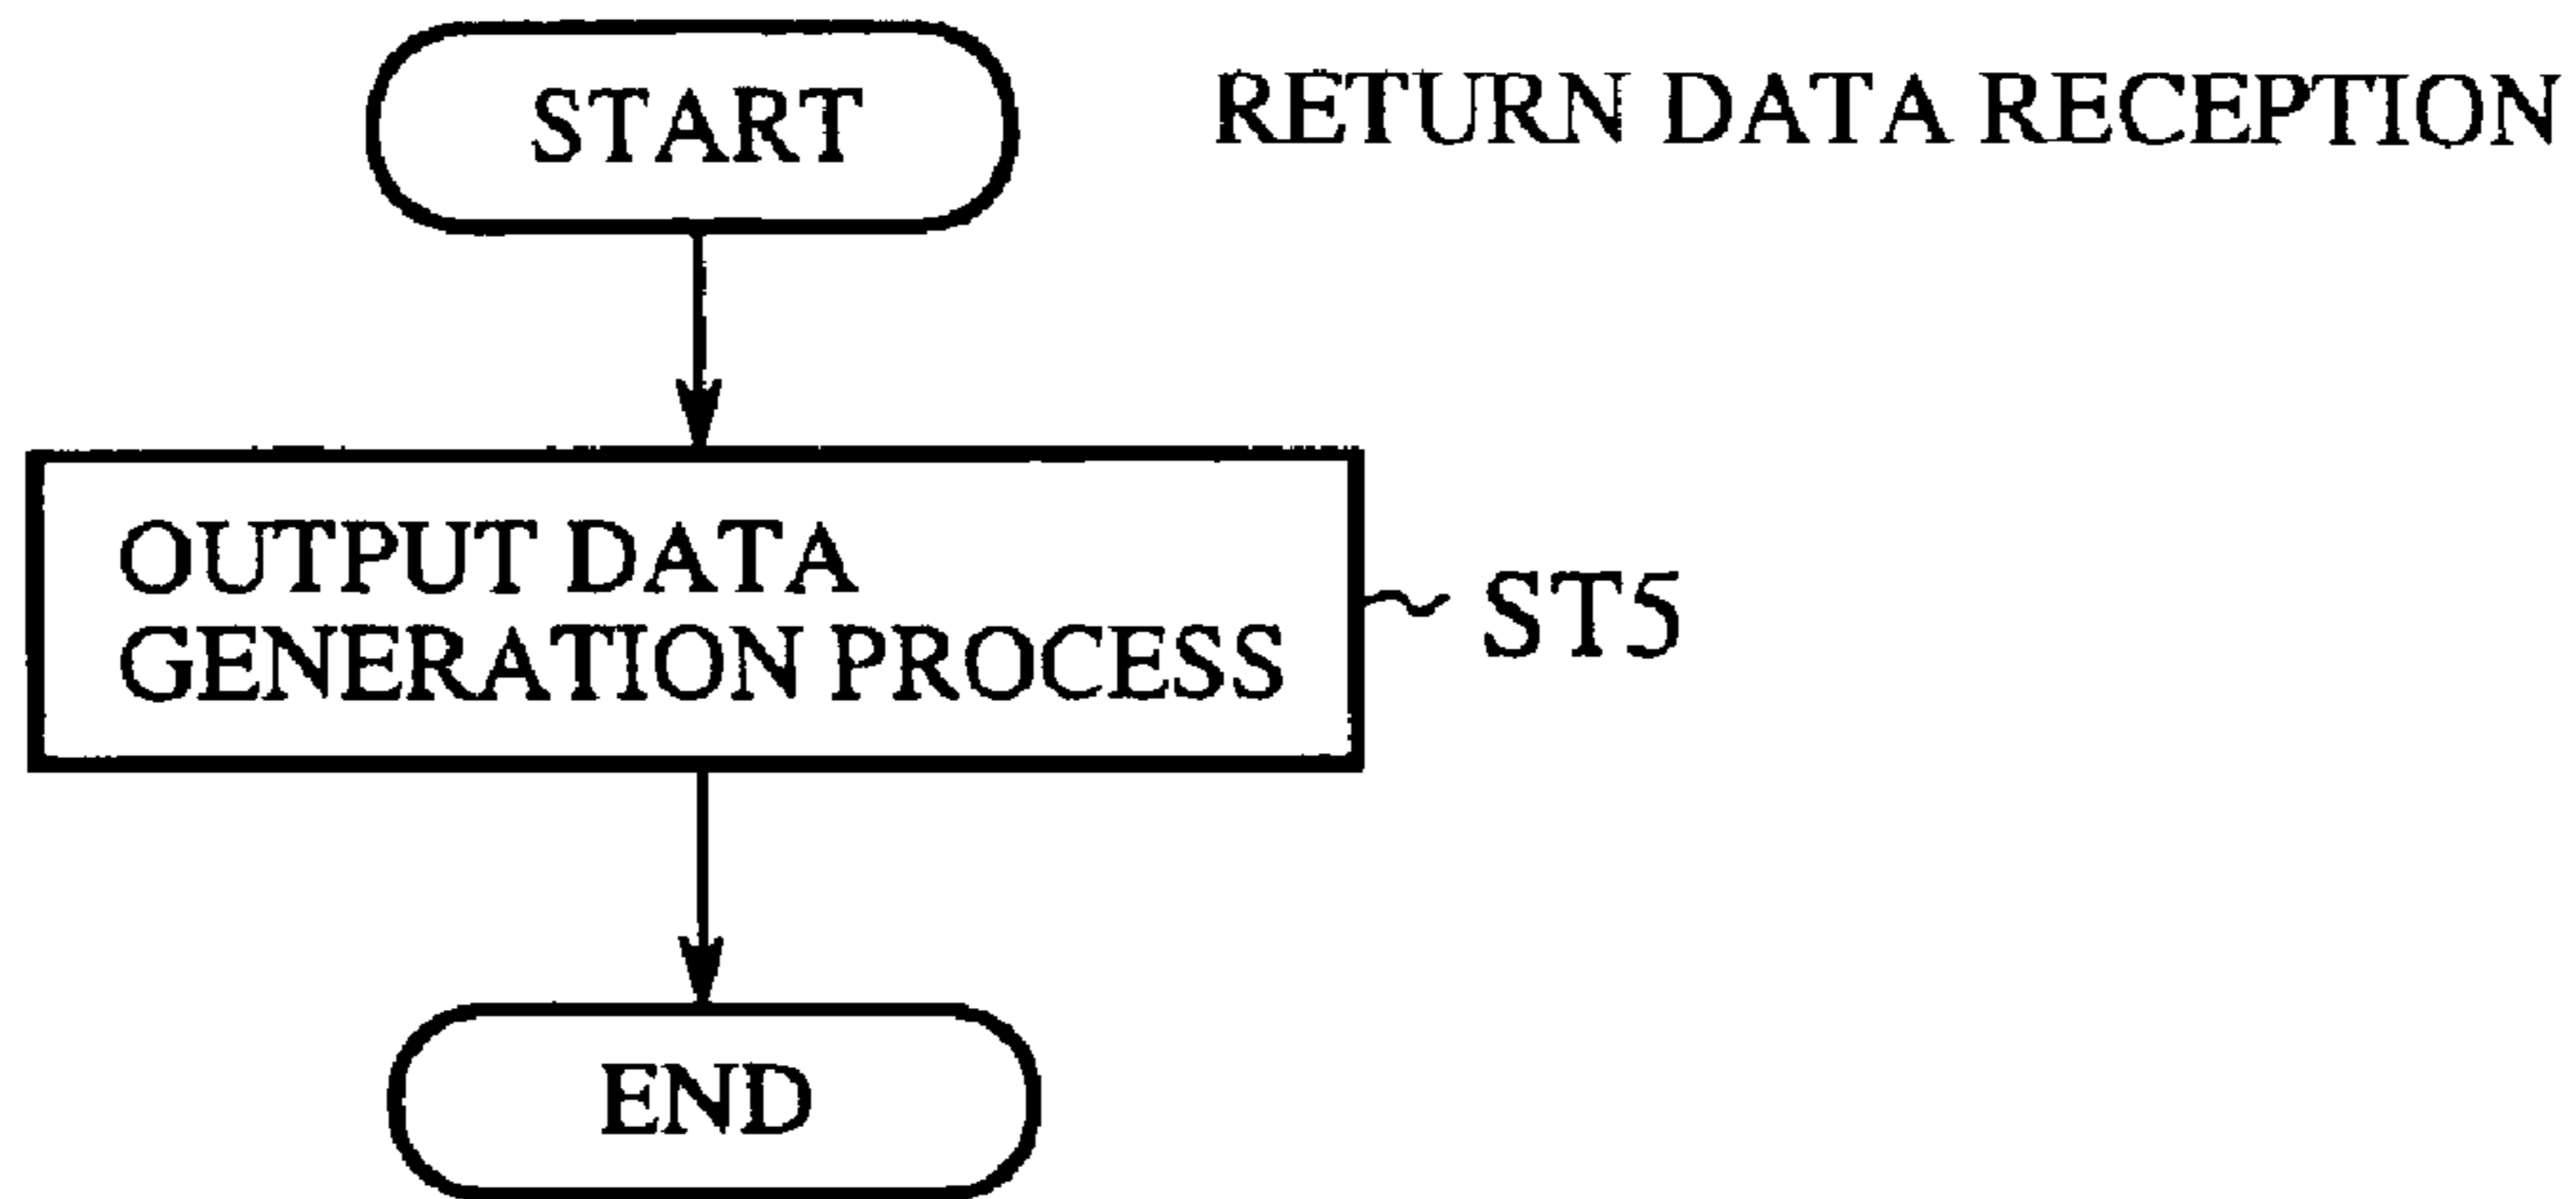 START
RETURN DATA RECEPTION
OUTPUT DATA
GENERATION PROCESS
ST5
END